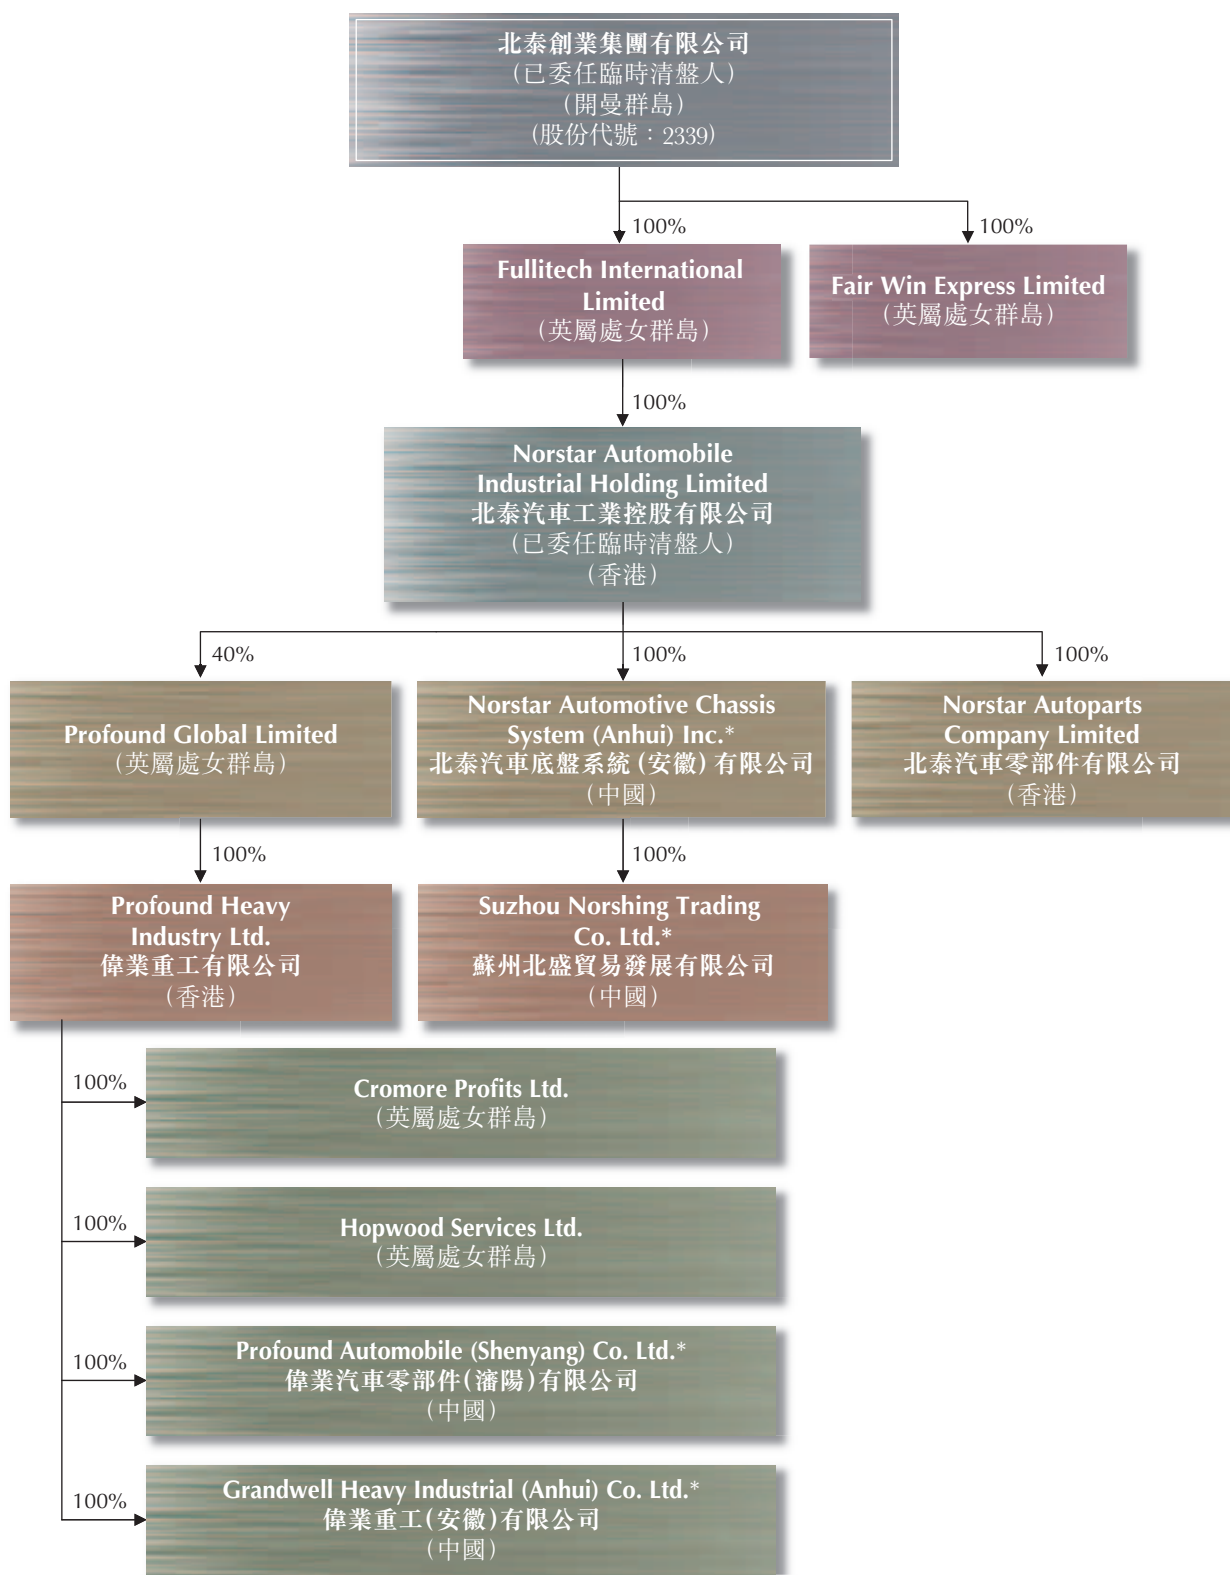 北泰創業集團有限公司
(已委任臨時清盤人)
(開曼群島)
(股份代號：2339)
100%
100%
Fullitech International
Limited
(英屬處女群島)
Fair Win Express Limited
(英屬處女群島)
100%
Norstar Automobile
Industrial Holding Limited
北泰汽車工業控股有限公司
(已委任臨時清盤人)
(香港)
40%
100%
100%
Profound Global Limited
(英屬處女群島)
Norstar Automotive Chassis
System (Anhui) Inc.*
北泰汽車底盤系統(安徽)有限公司
(中國)
Norstar Autoparts
Company Limited
北泰汽車零部件有限公司
(香港)
100%
100%
Profound Heavy
Industry Ltd.
偉業重工有限公司
(香港)
Suzhou Norshing Trading
Co. Ltd.*
蘇州北盛貿易發展有限公司
(中國)
100%
Cromore Profits Ltd.
(英屬處女群島)
100%
Hopwood Services Ltd.
(英屬處女群島)
100%
Profound Automobile (Shenyang) Co. Ltd.*
偉業汽車零部件(瀋陽)有限公司
(中國)
100%
Grandwell Heavy Industrial (Anhui) Co. Ltd.*
偉業重工(安徽)有限公司
(中國)